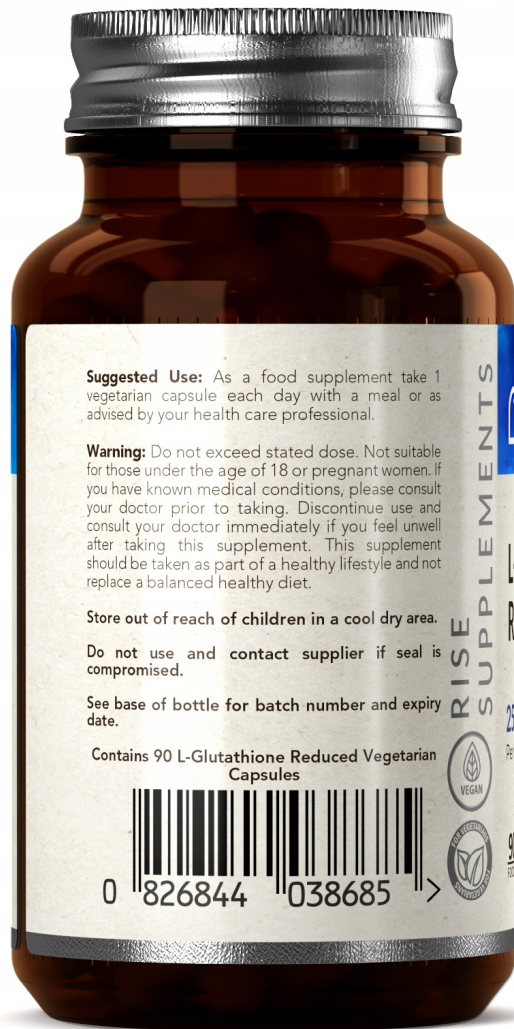 Suggested Use: As a food supplement take 1
vegetarian capsule each day with a meal or as
advised by your health care professional.
Warning: Do not exceed stated dose. Not suitable
for those under the age of 18 or pregnant women. If
you have known medical conditions, please consult
your doctor prior to taking. Discontinue use and
consult your doctor immediately if you feel unwell
after taking this supplement. This supplement
should be taken as part of a healthy lifestyle and not
replace a balanced healthy diet.
Store out of reach of children in a cool dry area.
Do not use and contact supplier if seal is
compromised.
See base of bottle for batch number and expiry
date.
Contains 90 L-Glutathione Reduced Vegetarian
Capsules
0 826844 038685 >
RISE
SUPPLEMENTS
VEGAN
FOR VEGETARIANS
25
90